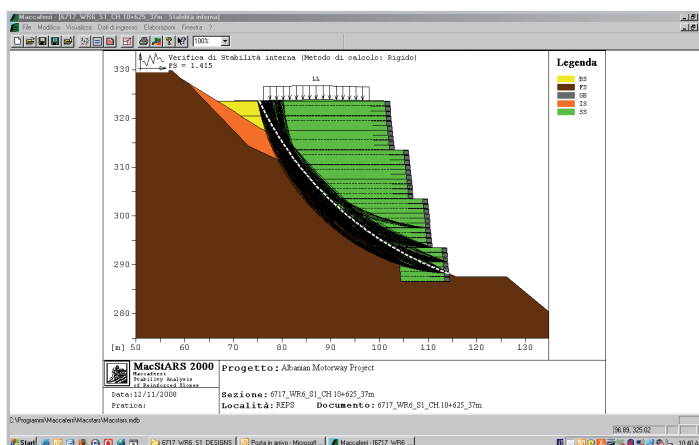 Maccaferri - [6717_WR6_S1_CH.10+625_37m - Stabilità interna]
File Modifica Visualizza Dati di ingresso Elaborazioni Finestra ?
100%
Verifica di Stabilità interna (Metodo di calcolo: Rigido)
FS = 1.415
LL
Legenda
BS
FS
GB
IS
SS
330
320
310
300
290
280
[m] 50 60 70 80 90 100 110 120 130
MacStARS 2000
Maccaferri
Stability Analysis
of Reinforced Slopes
Progetto: Albanian Motorway Project
Data: 12/11/2008
Pratica:
Sezione: 6717_WR6_S1_CH.10+625_37m
Località: REPS Documento: 6717_WR6_S1_CH.10+625_37m
C:\Programmi\Maccaferri\Macstars\Macstars.mdb
96.89, 325.02
Start 6717 WR6 S1 DESIGNS Posta in arrivo - Microsoft ... Maccaferri - [6717_WR6 ... 10:40